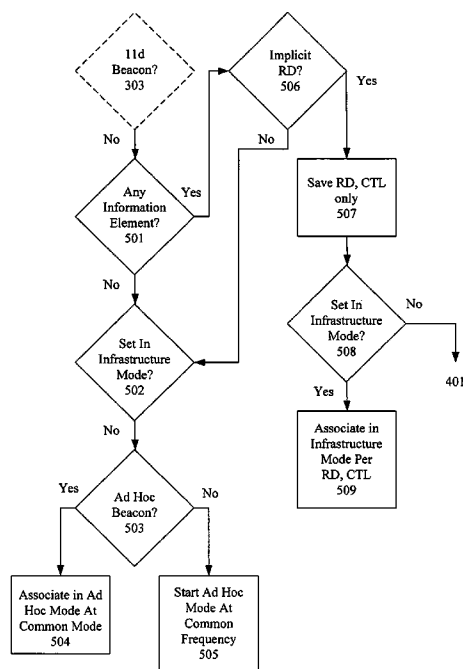 11d
Beacon?
303
Implicit
RD?
506
Yes
No
No
Any
Information
Element?
501
Yes
Save RD, CTL
only
507
No
Set In
Infrastructure
Mode?
502
Set In
Infrastructure
Mode?
508
No
401
Yes
No
Associate in
Infrastructure
Mode Per
RD, CTL
509
Yes
Ad Hoc
Beacon?
503
No
Associate in Ad
Hoc Mode At
Common Mode
504
Start Ad Hoc
Mode At
Common
Frequency
505